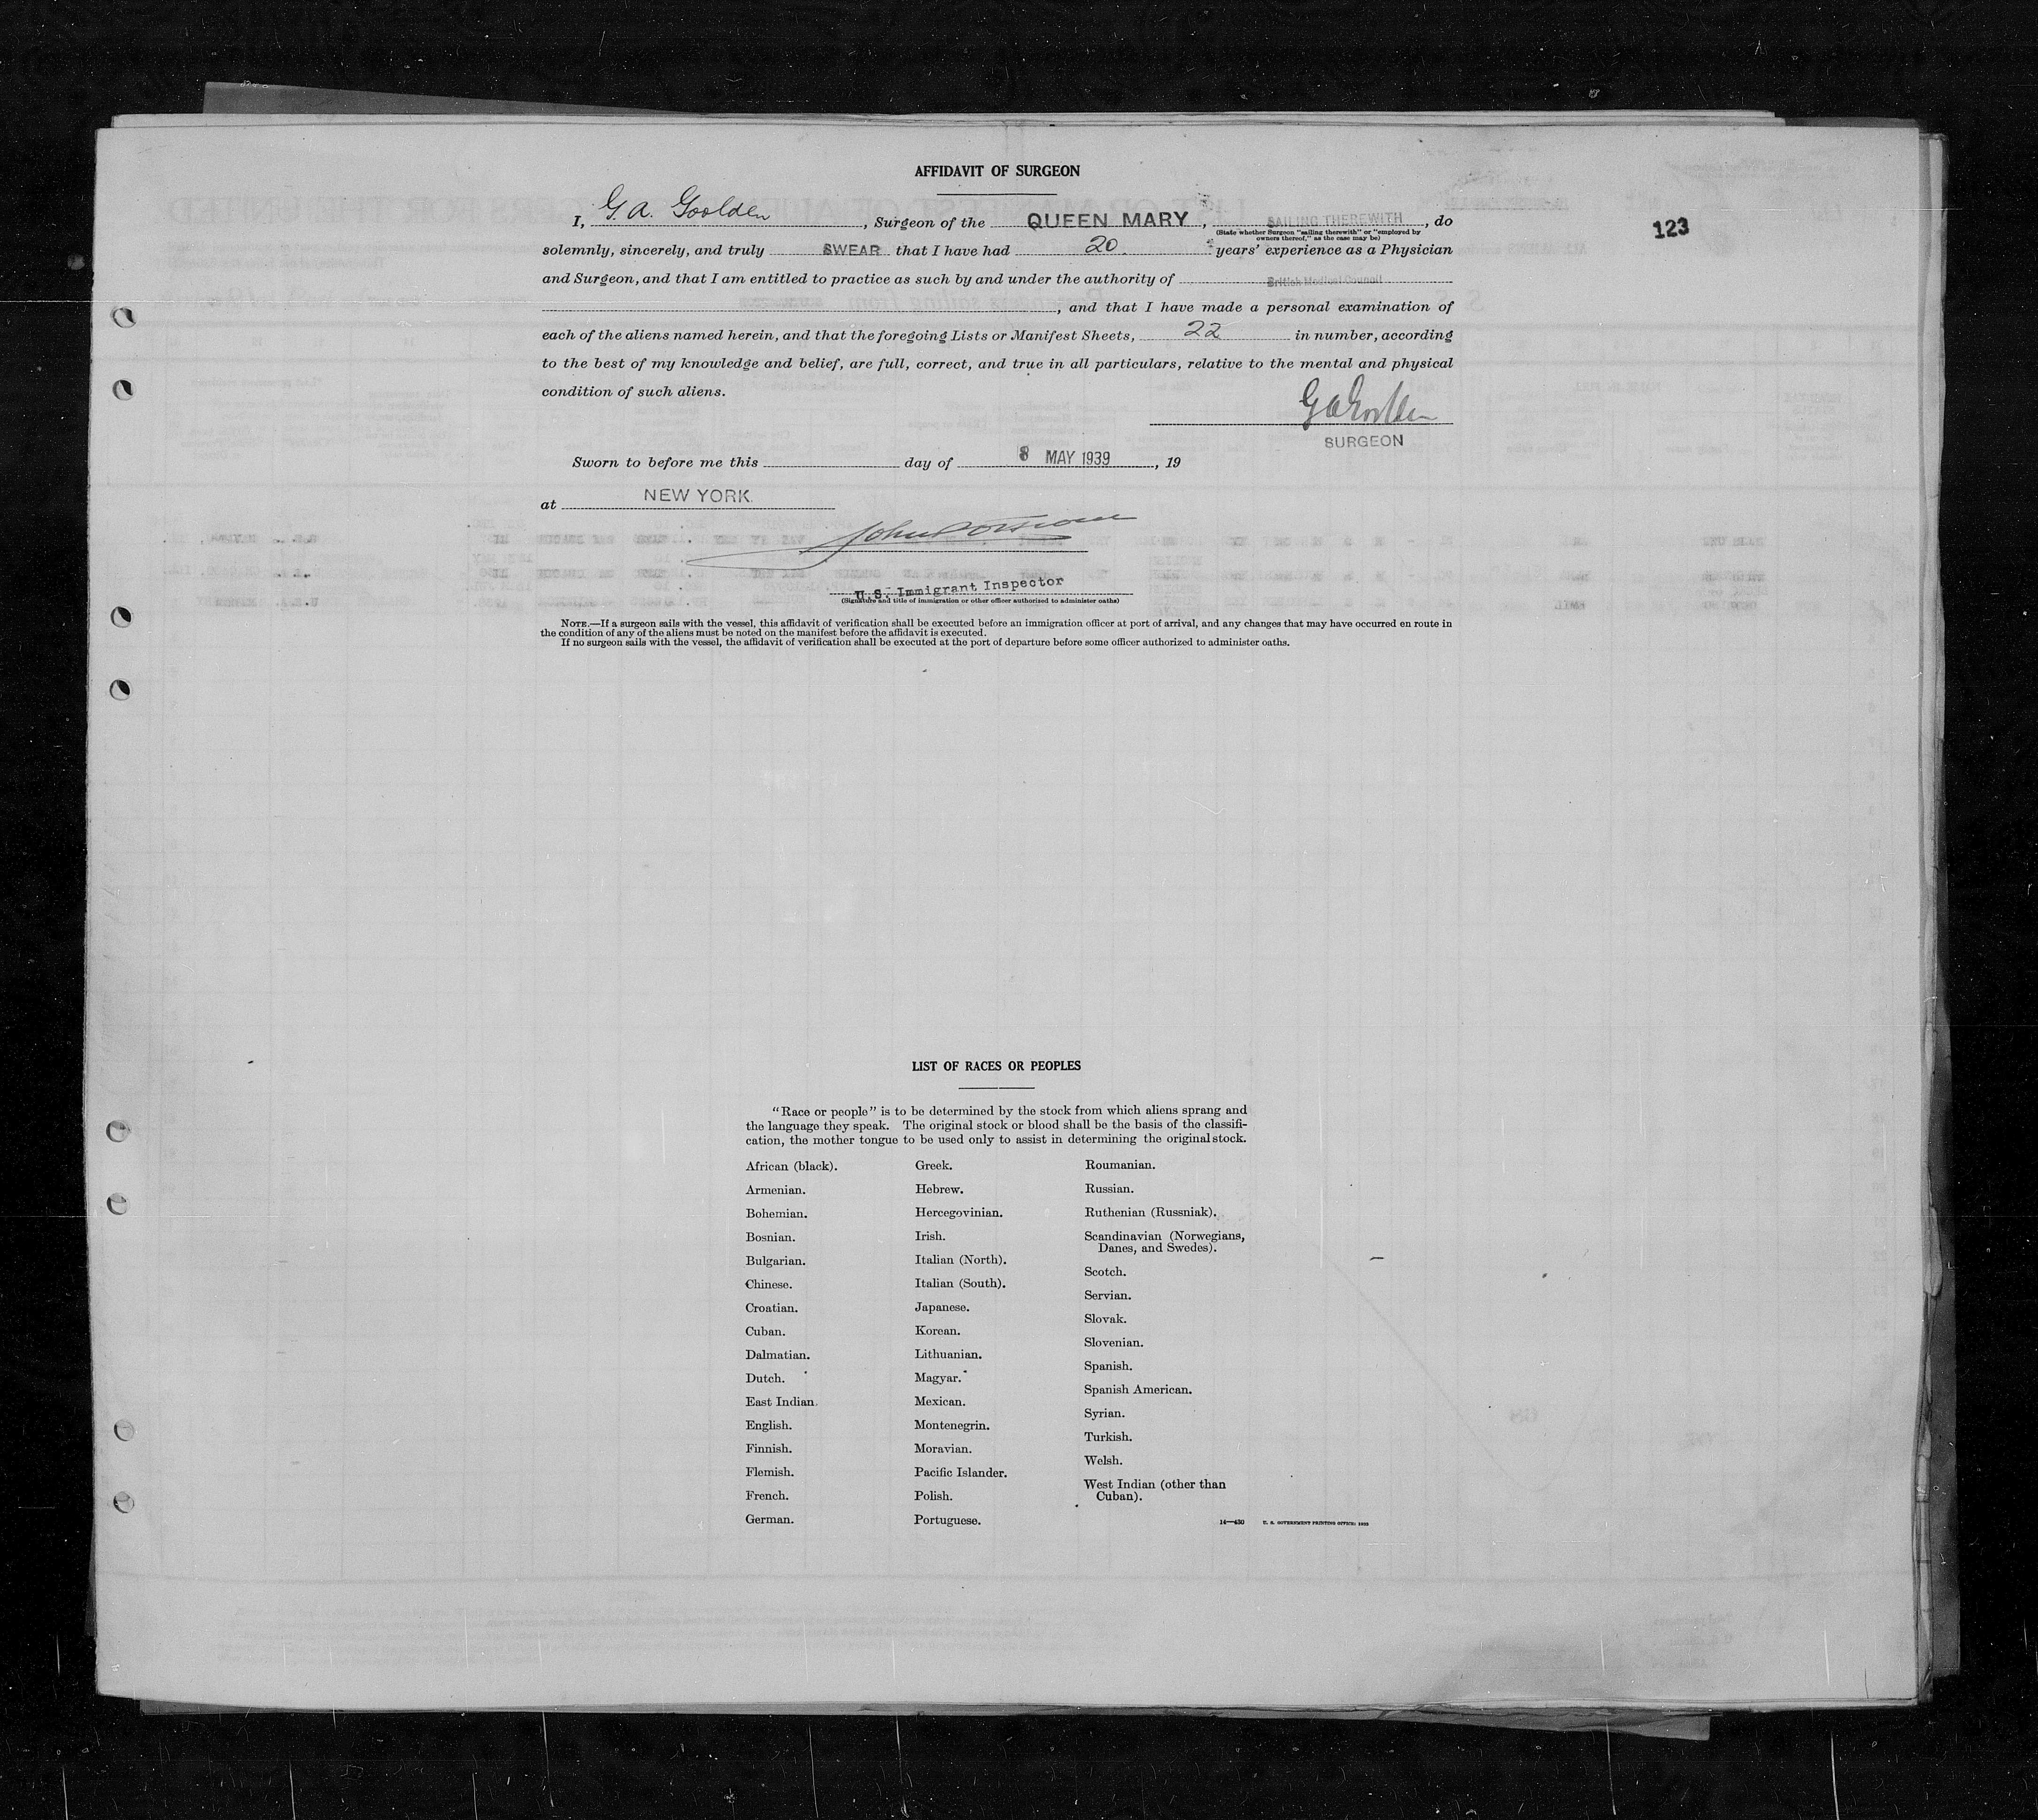 AFFIDAVIT OF SURGEON
I, G. A. Goolden, Surgeon of the QUEEN MARY, SAILING THEREWITH, do
(State whether Surgeon "sailing therewith" or "employed by
owners thereof," as the case may be)
123
solemnly, sincerely, and truly SWEAR that I have had 20. years' experience as a Physician
and Surgeon, and that I am entitled to practice as such by and under the authority of British Medical Council
, and that I have made a personal examination of
each of the aliens named herein, and that the foregoing Lists or Manifest Sheets, 22 in number, according
to the best of my knowledge and belief, are full, correct, and true in all particulars, relative to the mental and physical
condition of such aliens.
G A Goolden
SURGEON
Sworn to before me this day of 8 MAY 1939, 19
at NEW YORK.
John
U.S. Immigrant Inspector
(Signature and title of immigration or other officer authorized to administer oaths)
NOTE.—If a surgeon sails with the vessel, this affidavit of verification shall be executed before an immigration officer at port of arrival, and any changes that may have occurred en route in
the condition of any of the aliens must be noted on the manifest before the affidavit is executed.
If no surgeon sails with the vessel, the affidavit of verification shall be executed at the port of departure before some officer authorized to administer oaths.
LIST OF RACES OR PEOPLES
"Race or people" is to be determined by the stock from which aliens sprang and
the language they speak. The original stock or blood shall be the basis of the classifi-
cation, the mother tongue to be used only to assist in determining the original stock.
African (black).
Armenian.
Bohemian.
Bosnian.
Bulgarian.
Chinese.
Croatian.
Cuban.
Dalmatian.
Dutch.
East Indian.
English.
Finnish.
Flemish.
French.
German.
Greek.
Hebrew.
Hercegovinian.
Irish.
Italian (North).
Italian (South).
Japanese.
Korean.
Lithuanian.
Magyar.
Mexican.
Montenegrin.
Moravian.
Pacific Islander.
Polish.
Portuguese.
Roumanian.
Russian.
Ruthenian (Russniak).
Scandinavian (Norwegians,
Danes, and Swedes).
Scotch.
Servian.
Slovak.
Slovenian.
Spanish.
Spanish American.
Syrian.
Turkish.
Welsh.
West Indian (other than
Cuban).
14—430 U. S. GOVERNMENT PRINTING OFFICE: